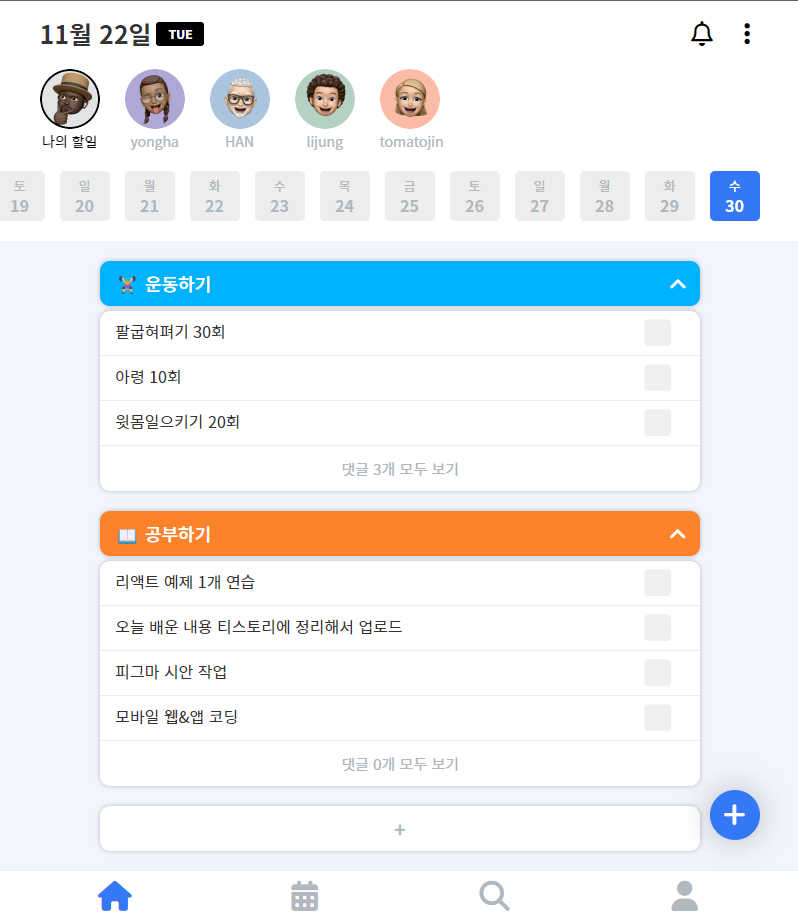 11월 22일 TUE
나의 할일 yongha HAN lijung tomatojin
토 일 월 화 수 목 금 토 일 월 화 수
19 20 21 22 23 24 25 26 27 28 29 30
운동하기
팔굽혀펴기 30회
아령 10회
윗몸일으키기 20회
댓글 3개 모두 보기
공부하기
리액트 예제 1개 연습
오늘 배운 내용 티스토리에 정리해서 업로드
피그마 시안 작업
모바일 웹&앱 코딩
댓글 0개 모두 보기
+